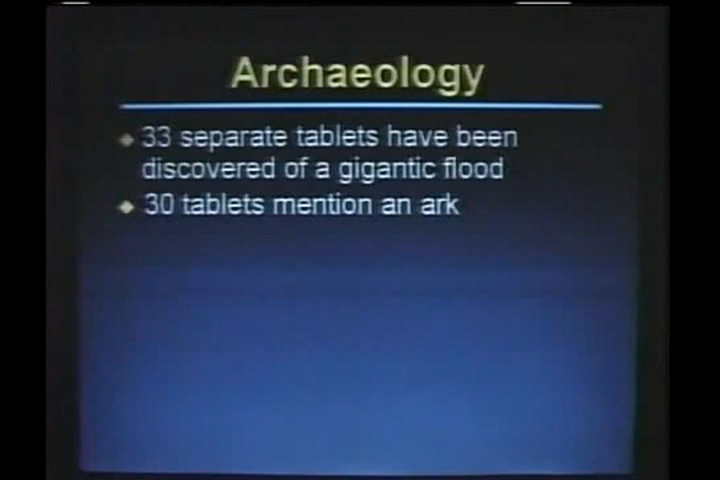 Archaeology
33 separate tablets have been
discovered of a gigantic flood
30 tablets mention an ark